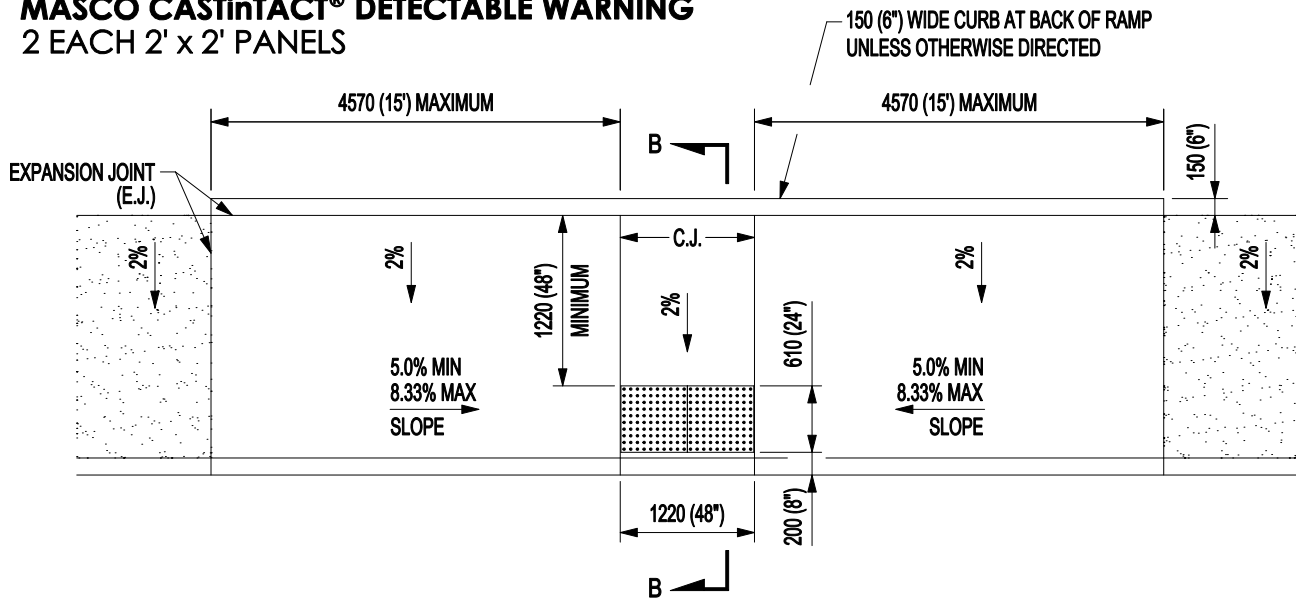 MASCO CASTinTACT® DETECTABLE WARNING
2 EACH 2' x 2' PANELS
150 (6") WIDE CURB AT BACK OF RAMP
UNLESS OTHERWISE DIRECTED
4570 (15') MAXIMUM
4570 (15') MAXIMUM
B
150 (6")
EXPANSION JOINT
(E.J.)
C.J.
2%
2%
2%
2%
2%
1220 (48")
MINIMUM
610 (24")
5.0% MIN
8.33% MAX
SLOPE
5.0% MIN
8.33% MAX
SLOPE
1220 (48")
200 (8")
B